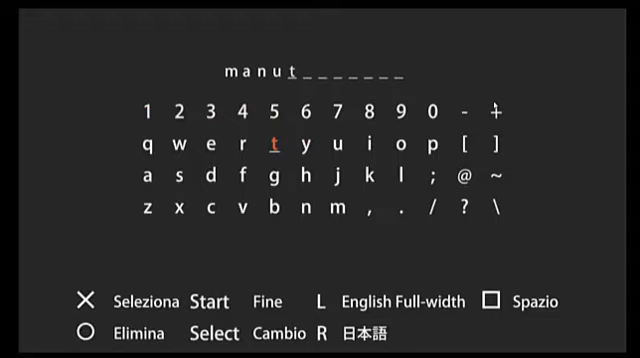 manut_______
1 2 3 4 5 6 7 8 9 0 - +
q w e r t y u i o p [ ]
a s d f g h j k l ; @ ~
z x c v b n m , . / ? \
Seleziona Start Fine L English Full-width Spazio
Elimina Select Cambio R 日本語